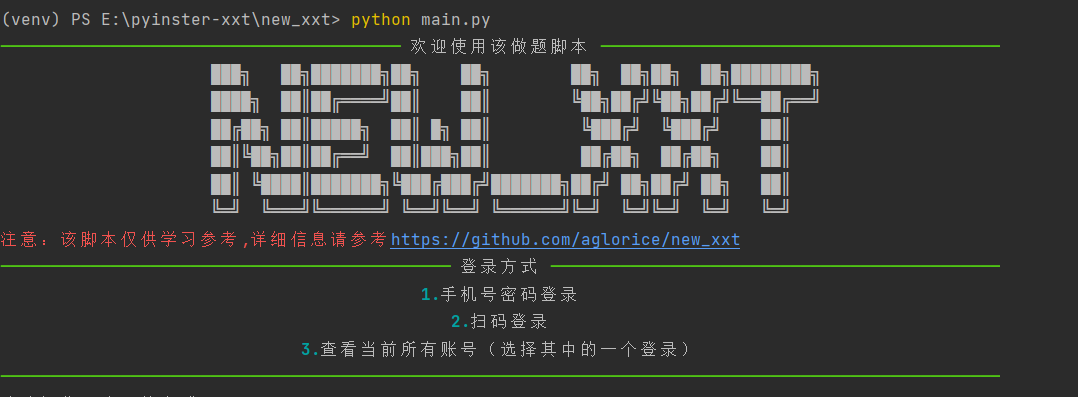 (venv) PS E:\pyinster-xxt\new_xxt> python main.py
欢迎使用该做题脚本
NEW_XXT
注意：该脚本仅供学习参考,详细信息请参考https://github.com/aglorice/new_xxt
登录方式
1.手机号密码登录
2.扫码登录
3.查看当前所有账号（选择其中的一个登录）